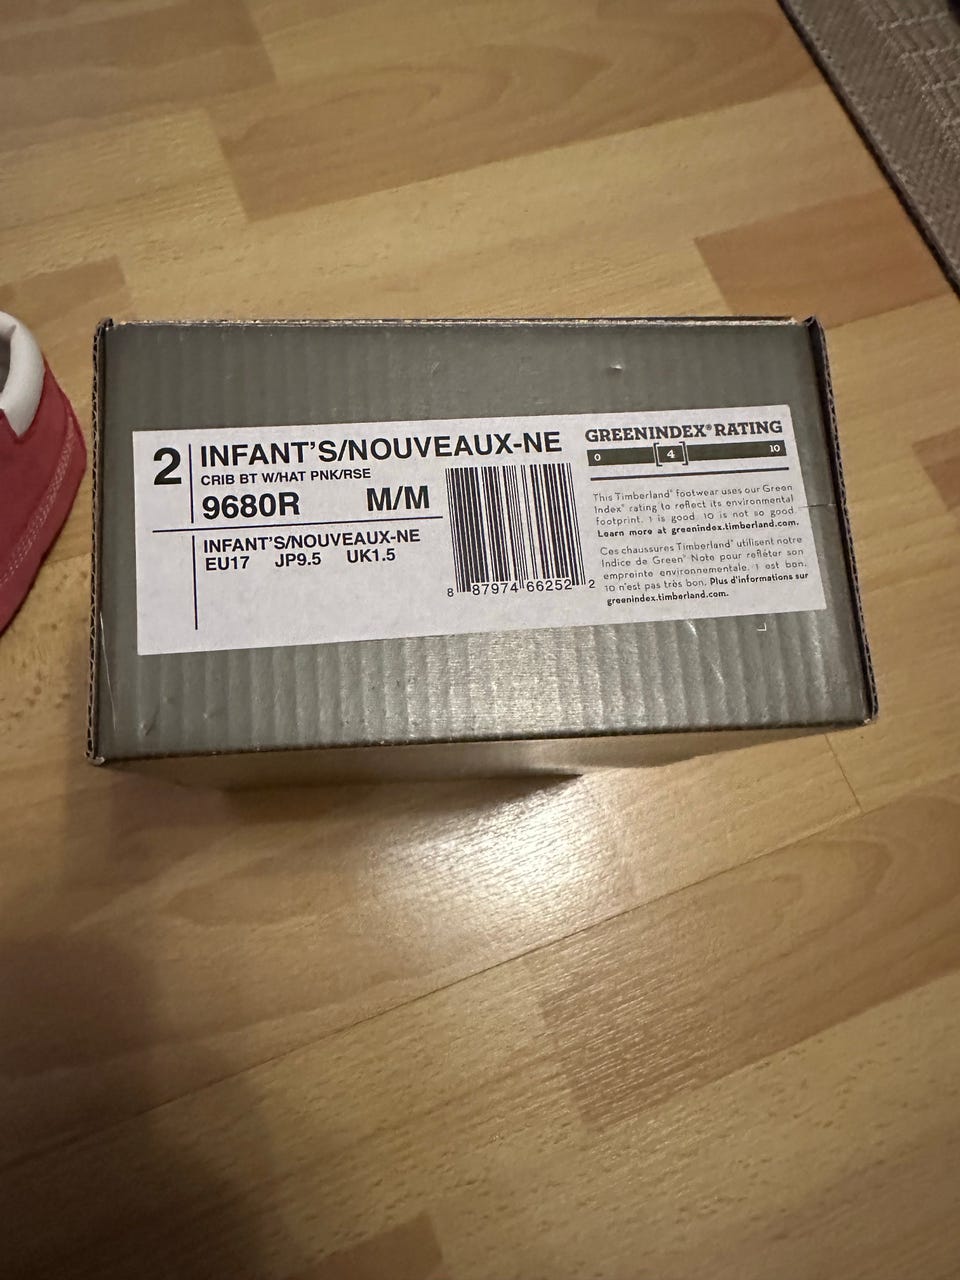 2
INFANT'S/NOUVEAUX-NE
CRIB BT W/HAT PNK/RSE
9680R M/M
INFANT'S/NOUVEAUX-NE
EU17 JP9.5 UK1.5
8 87974 66252 2
GREENINDEX® RATING
0 [4] 10
This Timberland® footwear uses our Green
Index® rating to reflect its environmental
footprint. 1 is good. 10 is not so good.
Learn more at greenindex.timberland.com.
Ces chaussures Timberland® utilisent notre
Indice de Green® Note pour refléter son
empreinte environnementale. 1 est bon.
10 n'est pas très bon. Plus d'informations sur
greenindex.timberland.com.